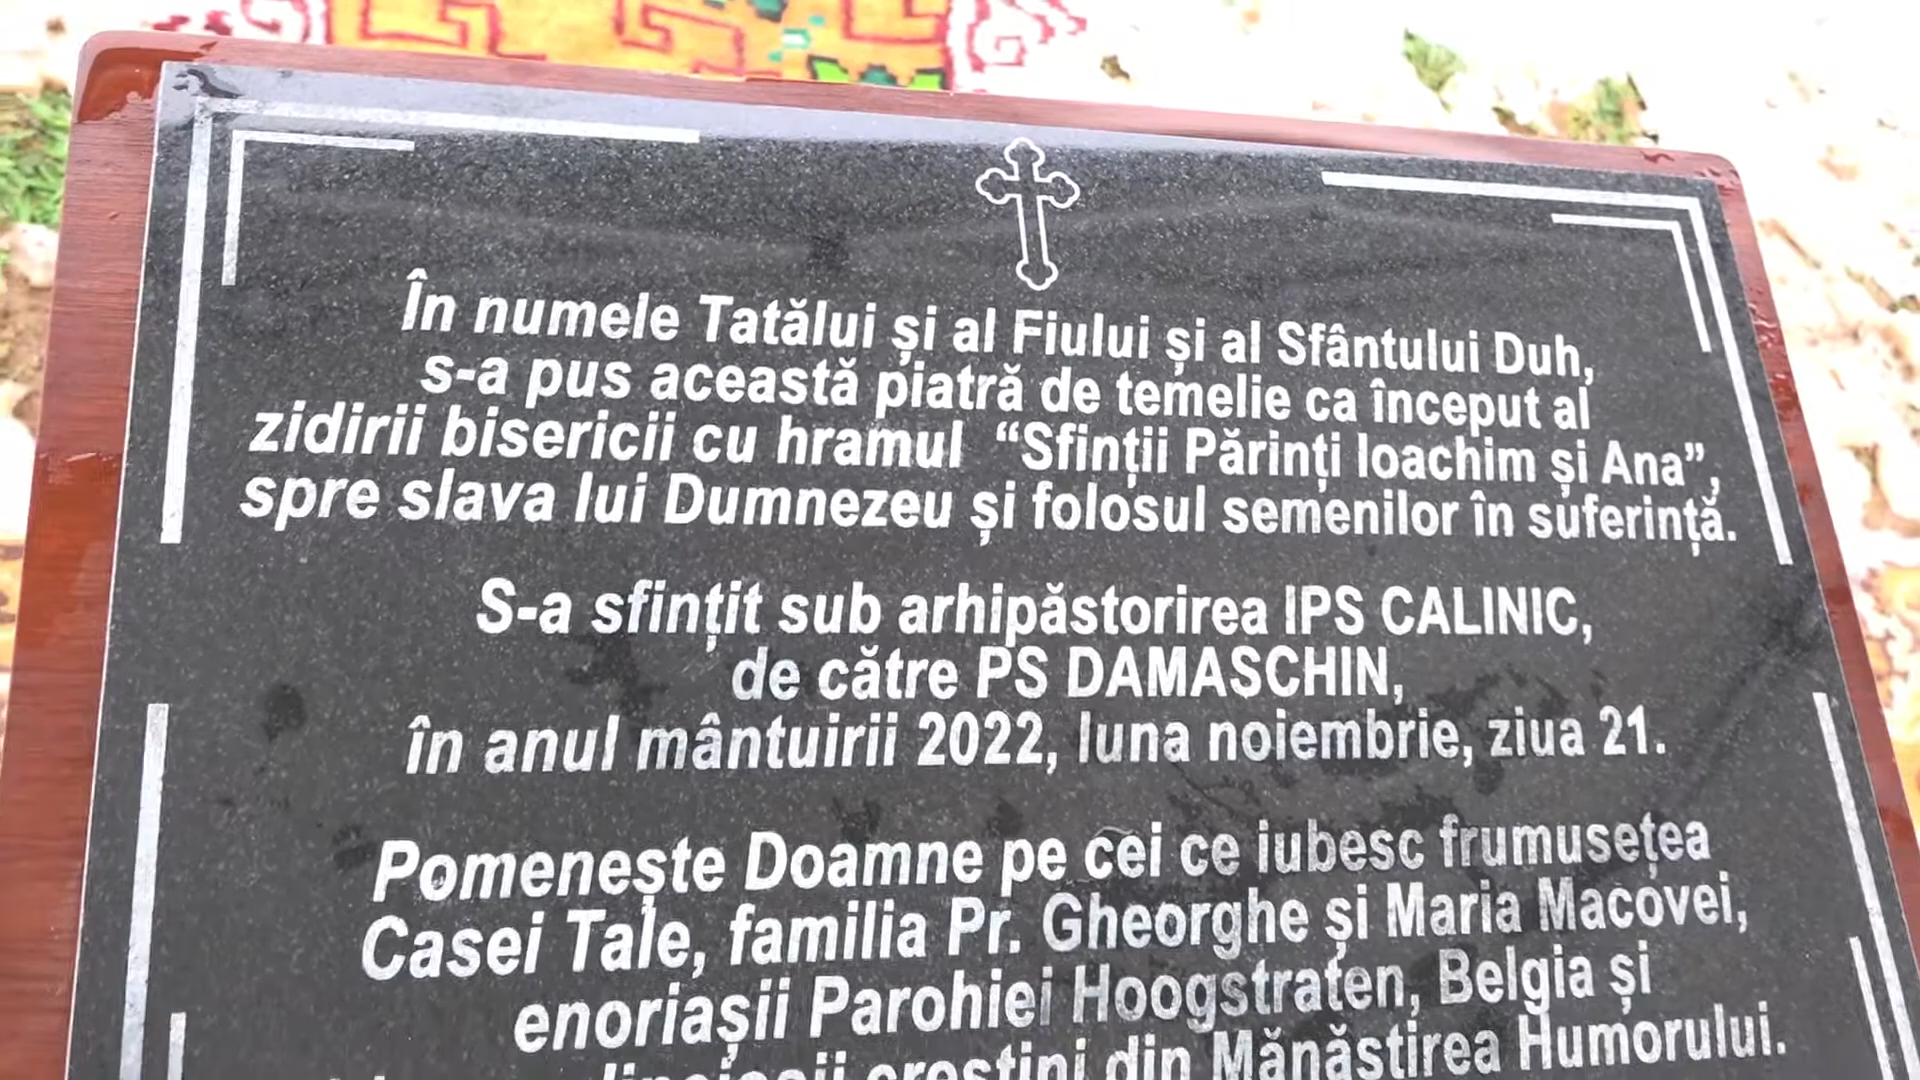 În numele Tatălui și al Fiului și al Sfântului Duh,
s-a pus această piatră de temelie ca început al
zidirii bisericii cu hramul “Sfinții Părinți Ioachim și Ana”,
spre slava lui Dumnezeu și folosul semenilor în suferință.
S-a sfințit sub arhipăstorirea IPS CALINIC,
de către PS DAMASCHIN,
în anul mântuirii 2022, luna noiembrie, ziua 21.
Pomenește Doamne pe cei ce iubesc frumusețea
Casei Tale, familia Pr. Gheorghe și Maria Macovei,
enoriașii Parohiei Hoogstraten, Belgia și
creștini din Mănăstirea Humorului.